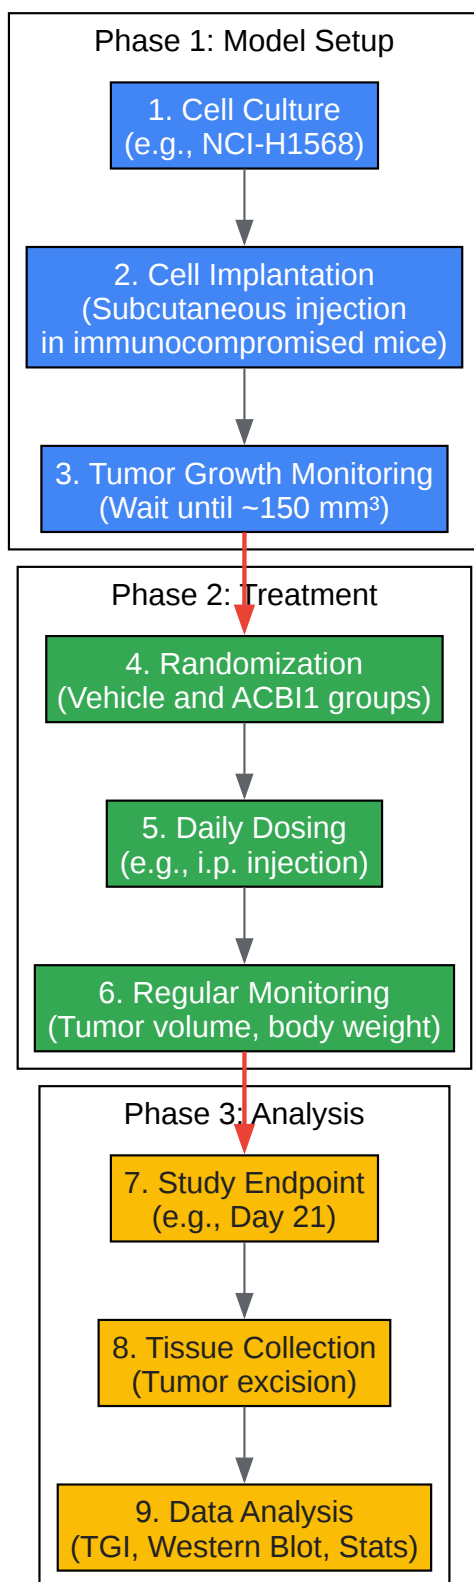 Phase 1: Model Setup
1. Cell Culture
(e.g., NCI-H1568)
2. Cell Implantation
(Subcutaneous injection
in immunocompromised mice)
3. Tumor Growth Monitoring
(Wait until ~150 mm³)
Phase 2: Treatment
4. Randomization
(Vehicle and ACBI1 groups)
5. Daily Dosing
(e.g., i.p. injection)
6. Regular Monitoring
(Tumor volume, body weight)
Phase 3: Analysis
7. Study Endpoint
(e.g., Day 21)
8. Tissue Collection
(Tumor excision)
9. Data Analysis
(TGI, Western Blot, Stats)